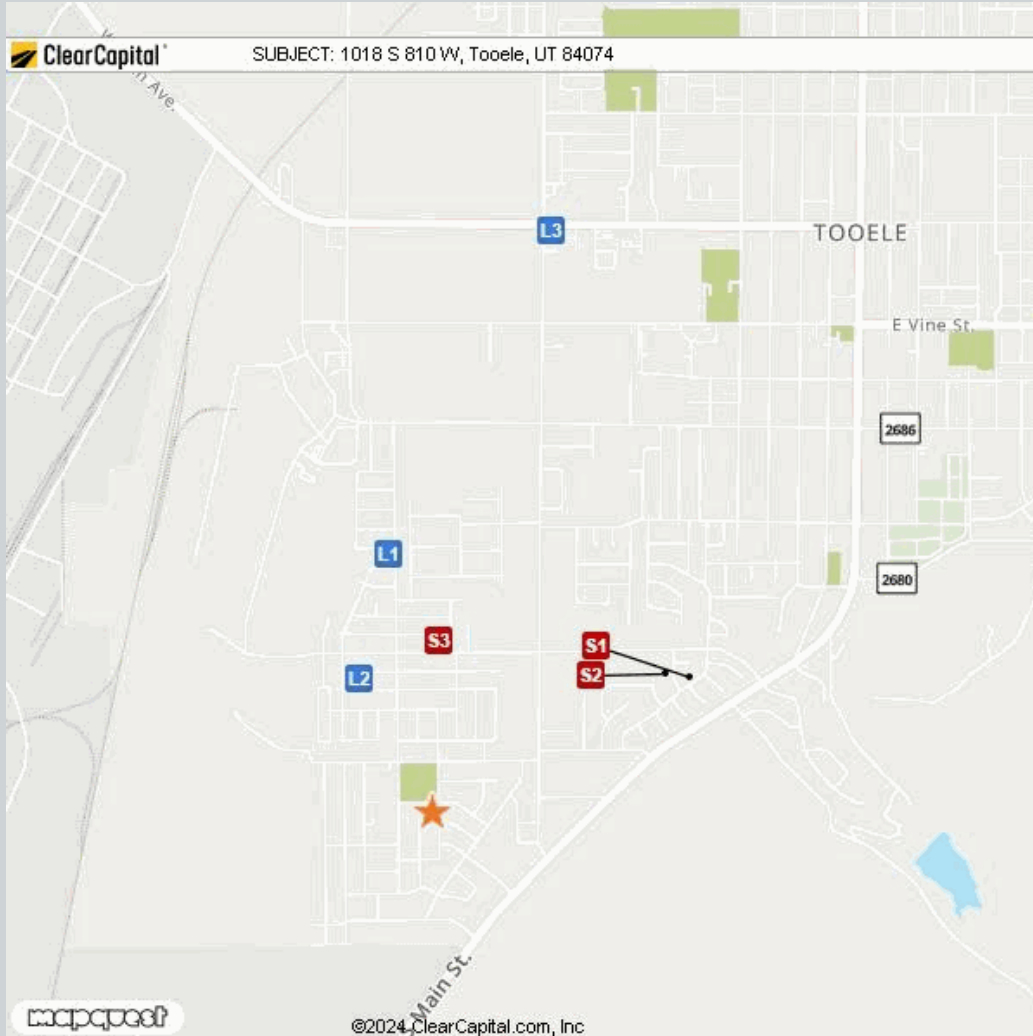 ClearCapital
SUBJECT: 1018 S 810 W, Tooele, UT 84074
Ave.
L3
TOOELE
E Vine St.
2686
L1
2680
S3
S1
S2
L2
Main St.
mapquest
©2024 ClearCapital.com, Inc